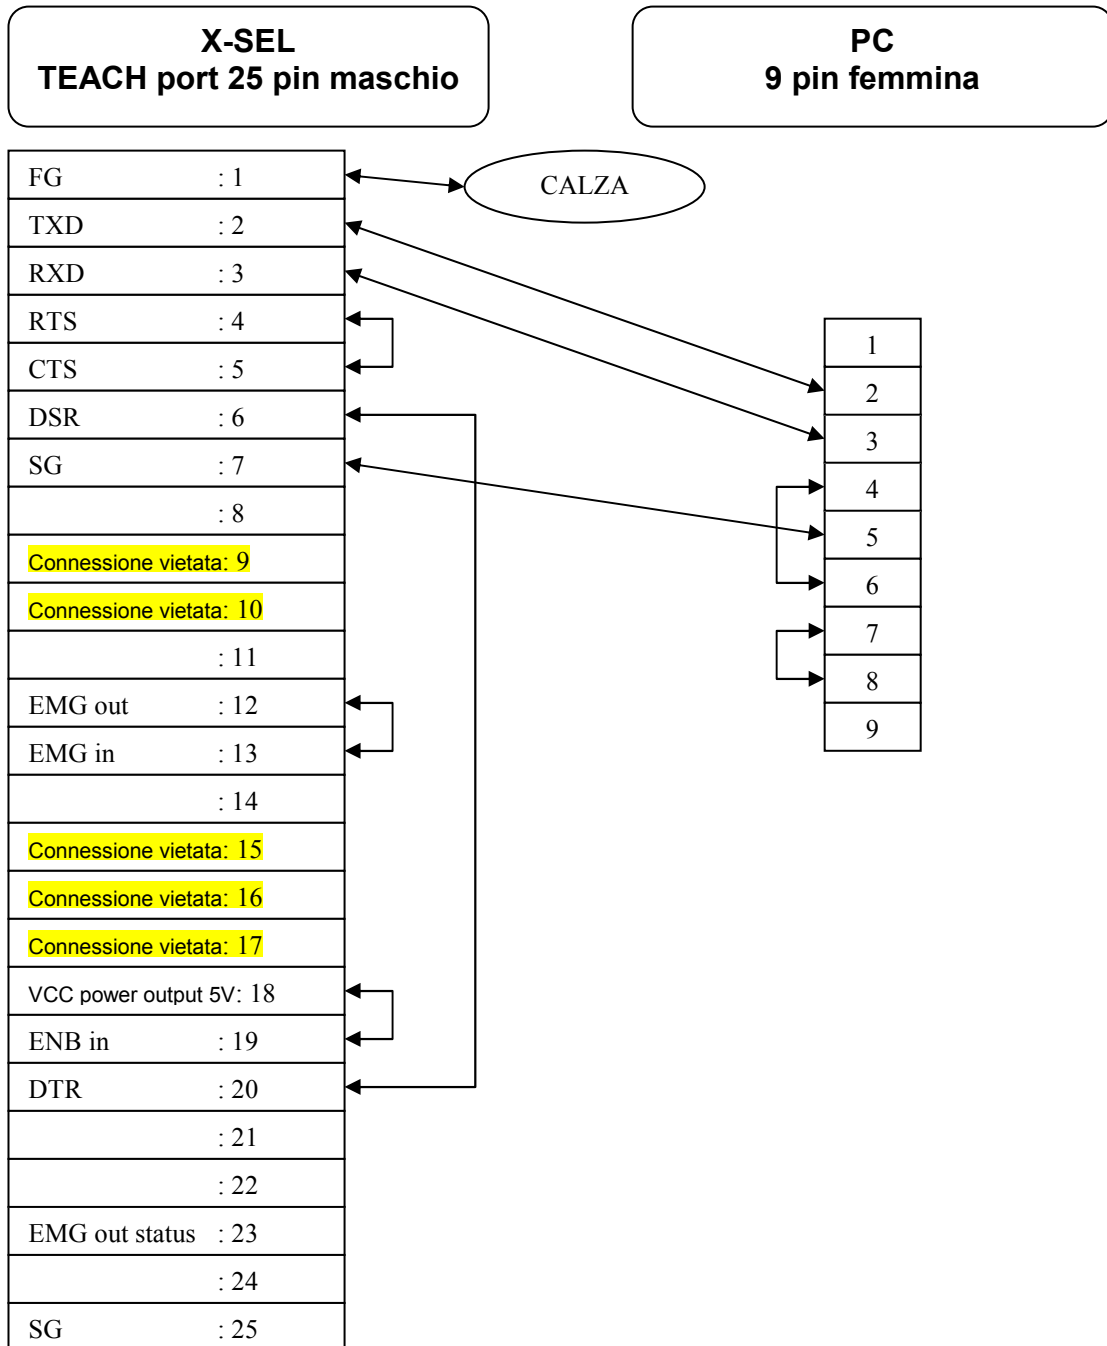 X-SEL
TEACH port 25 pin maschio
PC
9 pin femmina
FG : 1
CALZA
TXD : 2
RXD : 3
RTS : 4
CTS : 5
DSR : 6
SG : 7
: 8
Connessione vietata: 9
Connessione vietata: 10
: 11
EMG out : 12
EMG in : 13
: 14
Connessione vietata: 15
Connessione vietata: 16
Connessione vietata: 17
VCC power output 5V: 18
ENB in : 19
DTR : 20
: 21
: 22
EMG out status : 23
: 24
SG : 25
1
2
3
4
5
6
7
8
9